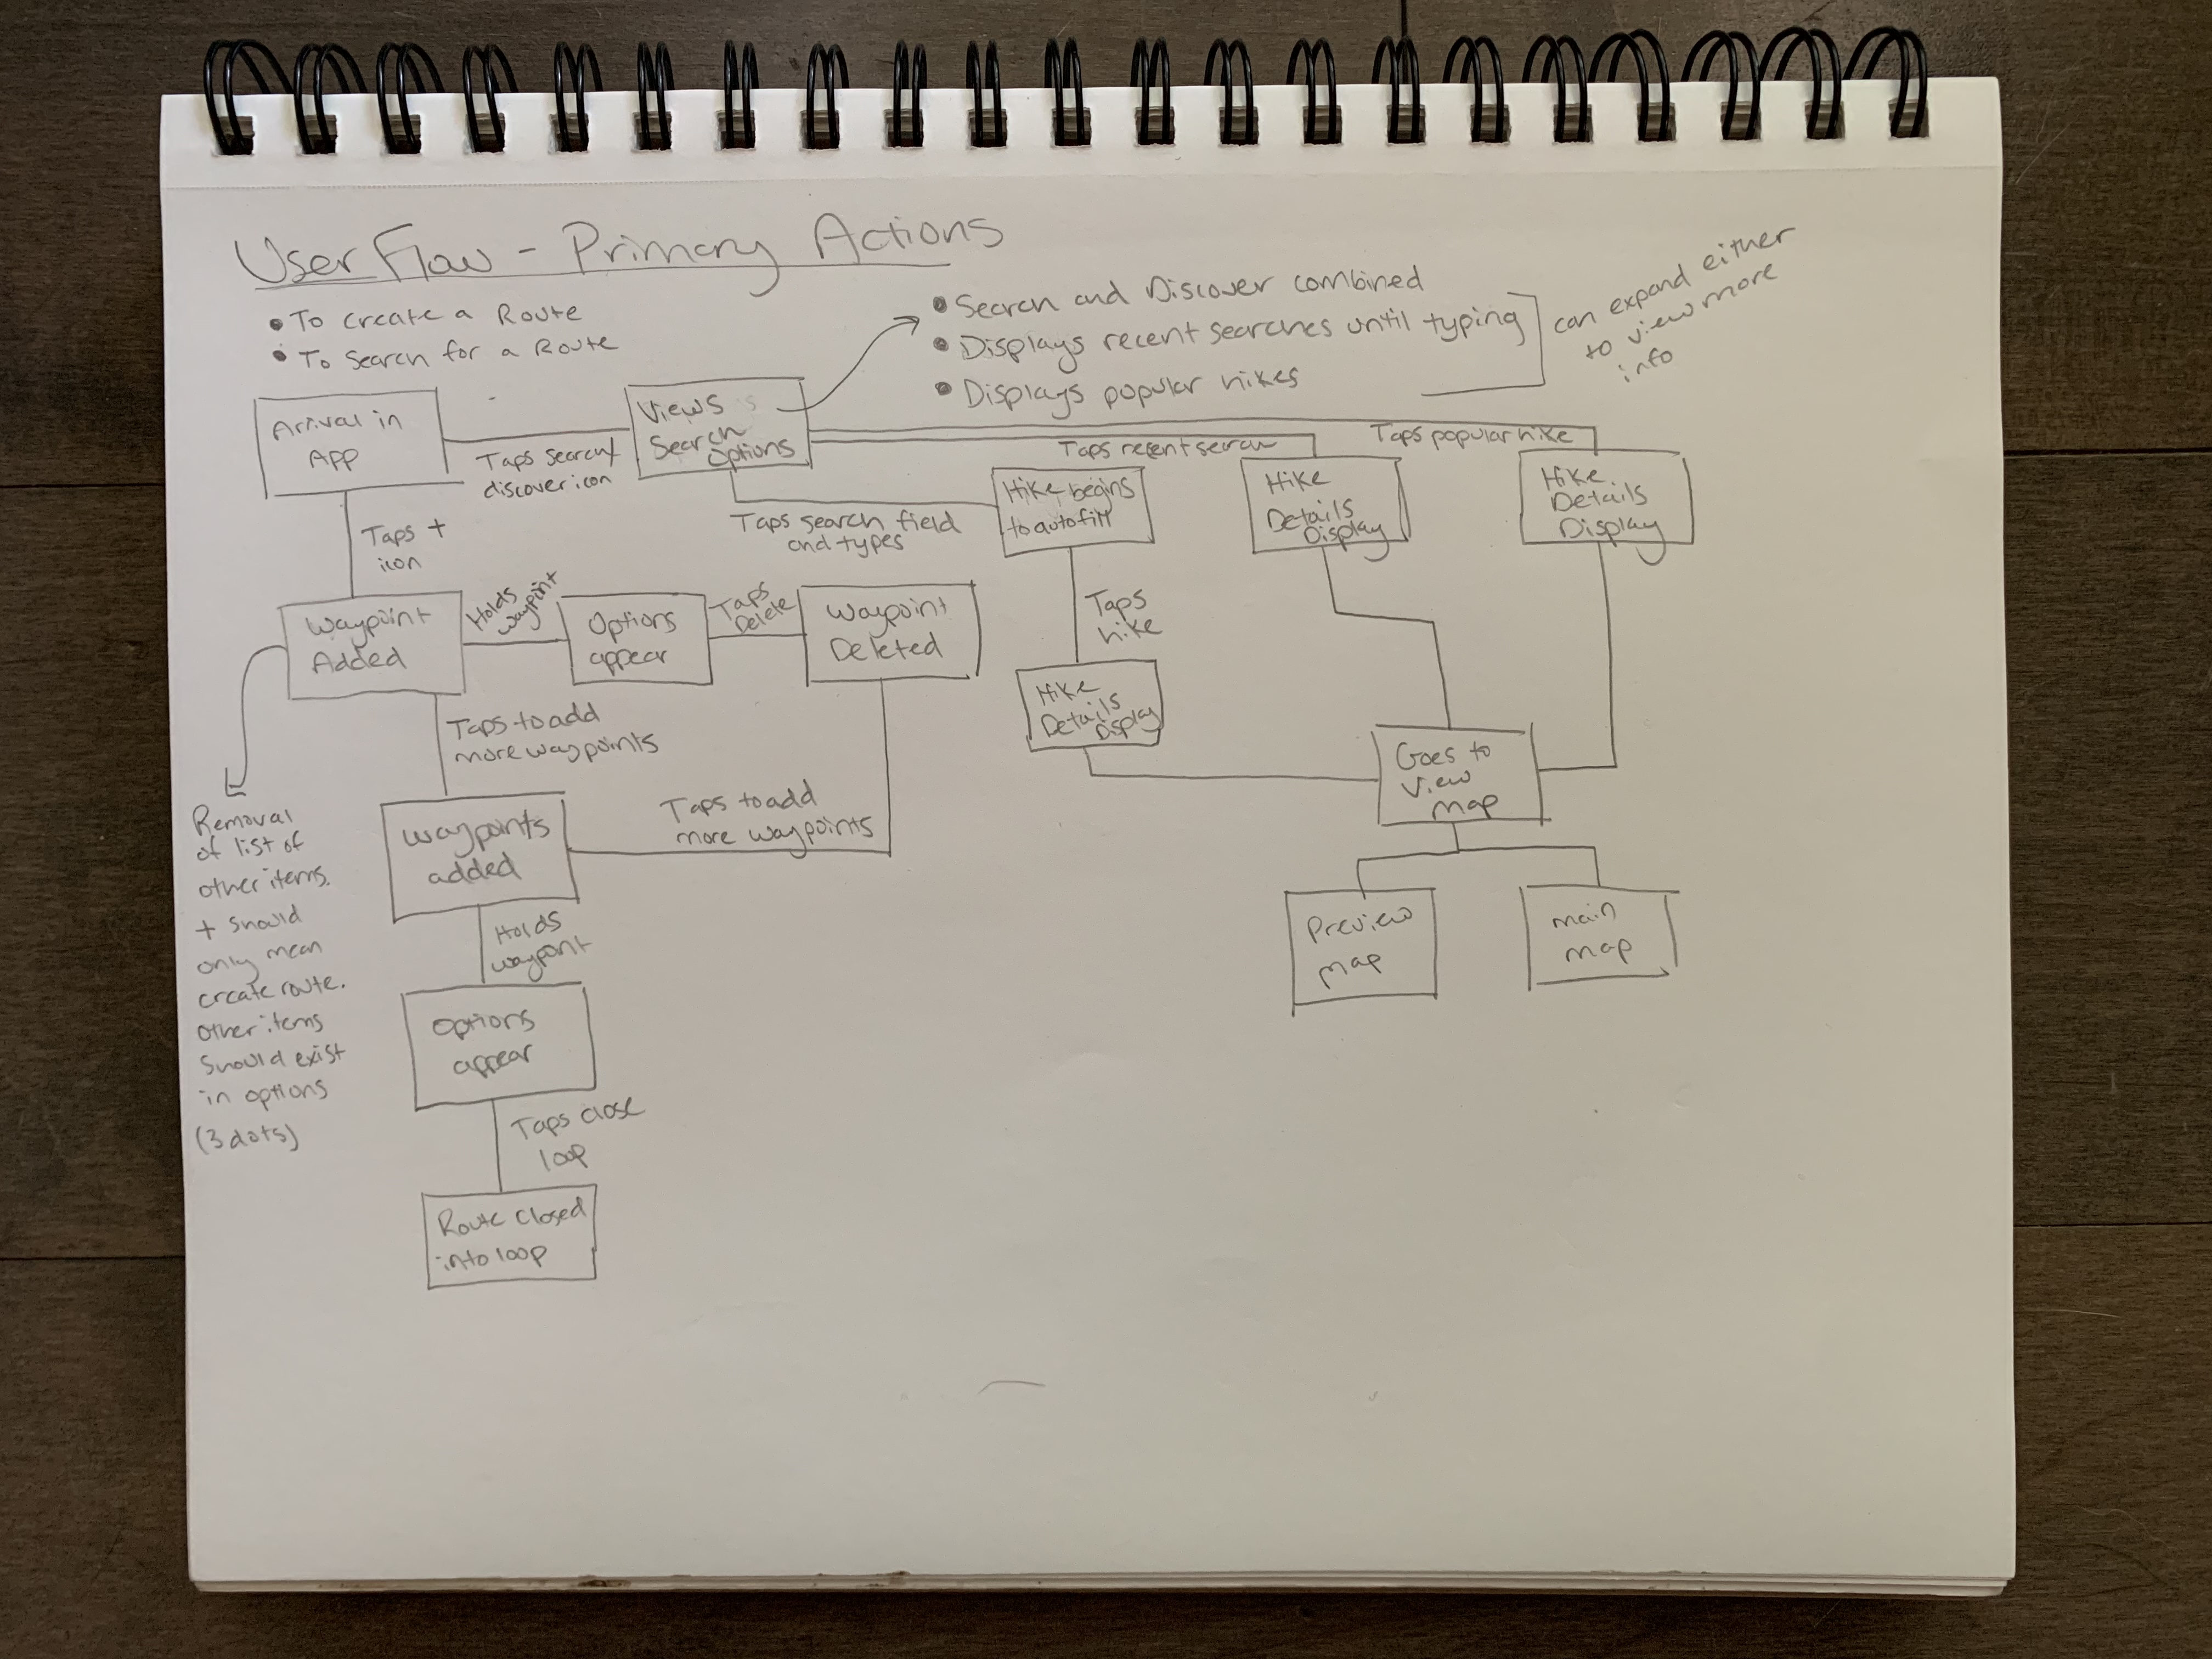 User Flow - Primary Actions
• To Create a Route
• To Search for a Route
• Search and Discover combined
• Displays recent searches until typing
• Displays popular hikes
can expand either
to view more
info
Arrival in
App
Taps search/
discover icon
Views
Search
Options
Taps recent search
Taps popular hike
Taps search field
and types
Hike begins
to autofill
Hike
Details
Display
Hike
Details
Display
Taps +
icon
Waypoint
Added
Holds
waypoint
Options
appear
Taps
Delete
Waypoint
Deleted
Taps
hike
Hike
Details
Display
Taps to add
more waypoints
Taps to add
more waypoints
Goes to
View
map
Removal
of list of
other items.
+ should
only mean
create route.
Other items
should exist
in options
(3 dots)
Waypoints
added
Preview
map
main
map
Holds
waypoint
Options
appear
Taps close
loop
Route closed
into loop